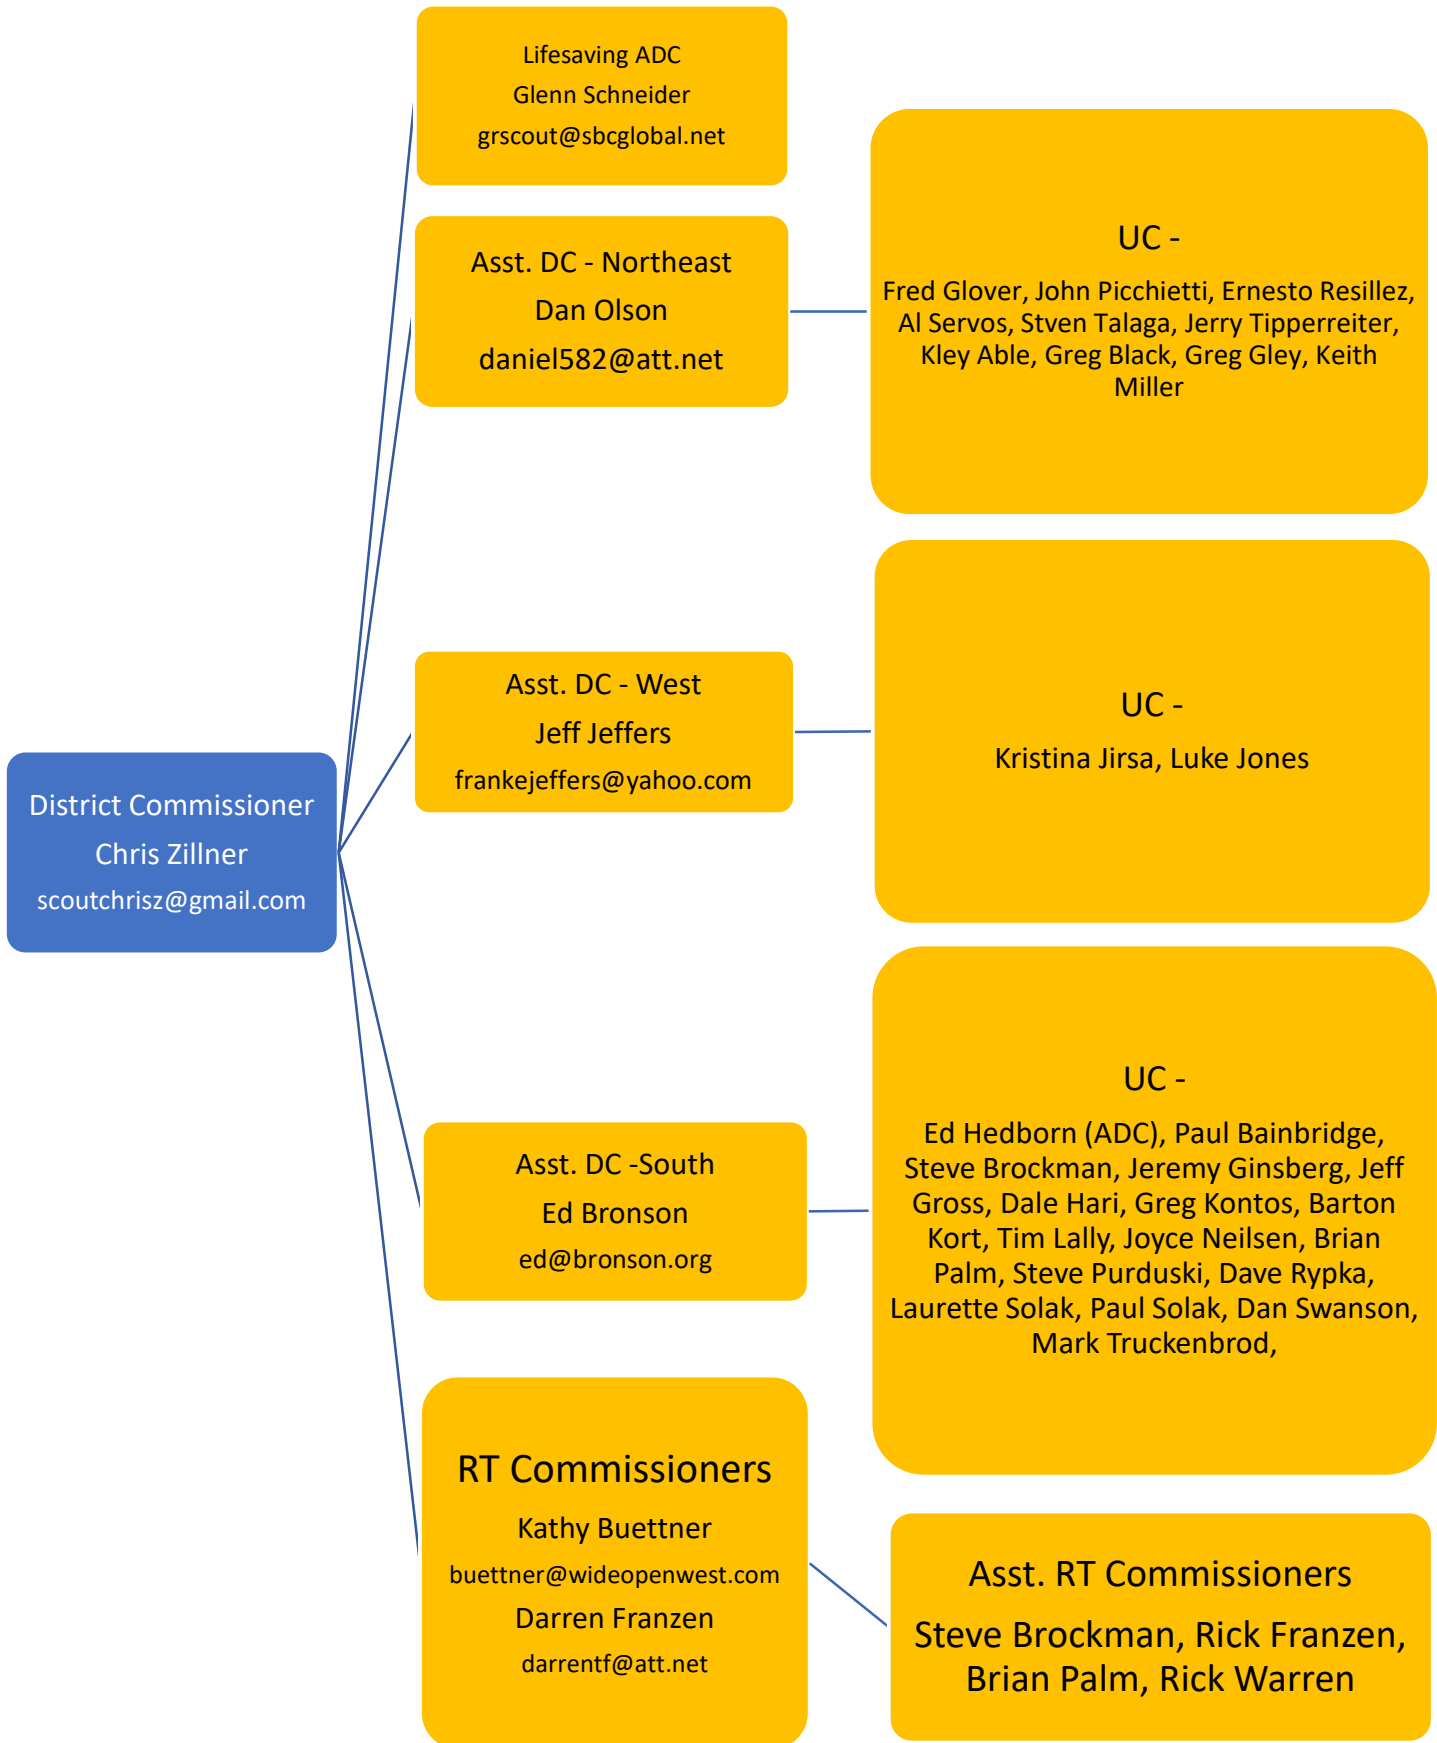 Lifesaving ADC
Glenn Schneider
grscout@sbcglobal.net
Asst. DC - Northeast
Dan Olson
daniel582@att.net
UC -
Fred Glover, John Picchietti, Ernesto Resillez,
Al Servos, Stven Talaga, Jerry Tipperreiter,
Kley Able, Greg Black, Greg Gley, Keith
Miller
Asst. DC - West
Jeff Jeffers
frankejeffers@yahoo.com
UC -
Kristina Jirsa, Luke Jones
District Commissioner
Chris Zillner
scoutchrisz@gmail.com
Asst. DC -South
Ed Bronson
ed@bronson.org
UC -
Ed Hedborn (ADC), Paul Bainbridge,
Steve Brockman, Jeremy Ginsberg, Jeff
Gross, Dale Hari, Greg Kontos, Barton
Kort, Tim Lally, Joyce Neilsen, Brian
Palm, Steve Purduski, Dave Rypka,
Laurette Solak, Paul Solak, Dan Swanson,
Mark Truckenbrod,
RT Commissioners
Kathy Buettner
buettner@wideopenwest.com
Darren Franzen
darrentf@att.net
Asst. RT Commissioners
Steve Brockman, Rick Franzen,
Brian Palm, Rick Warren